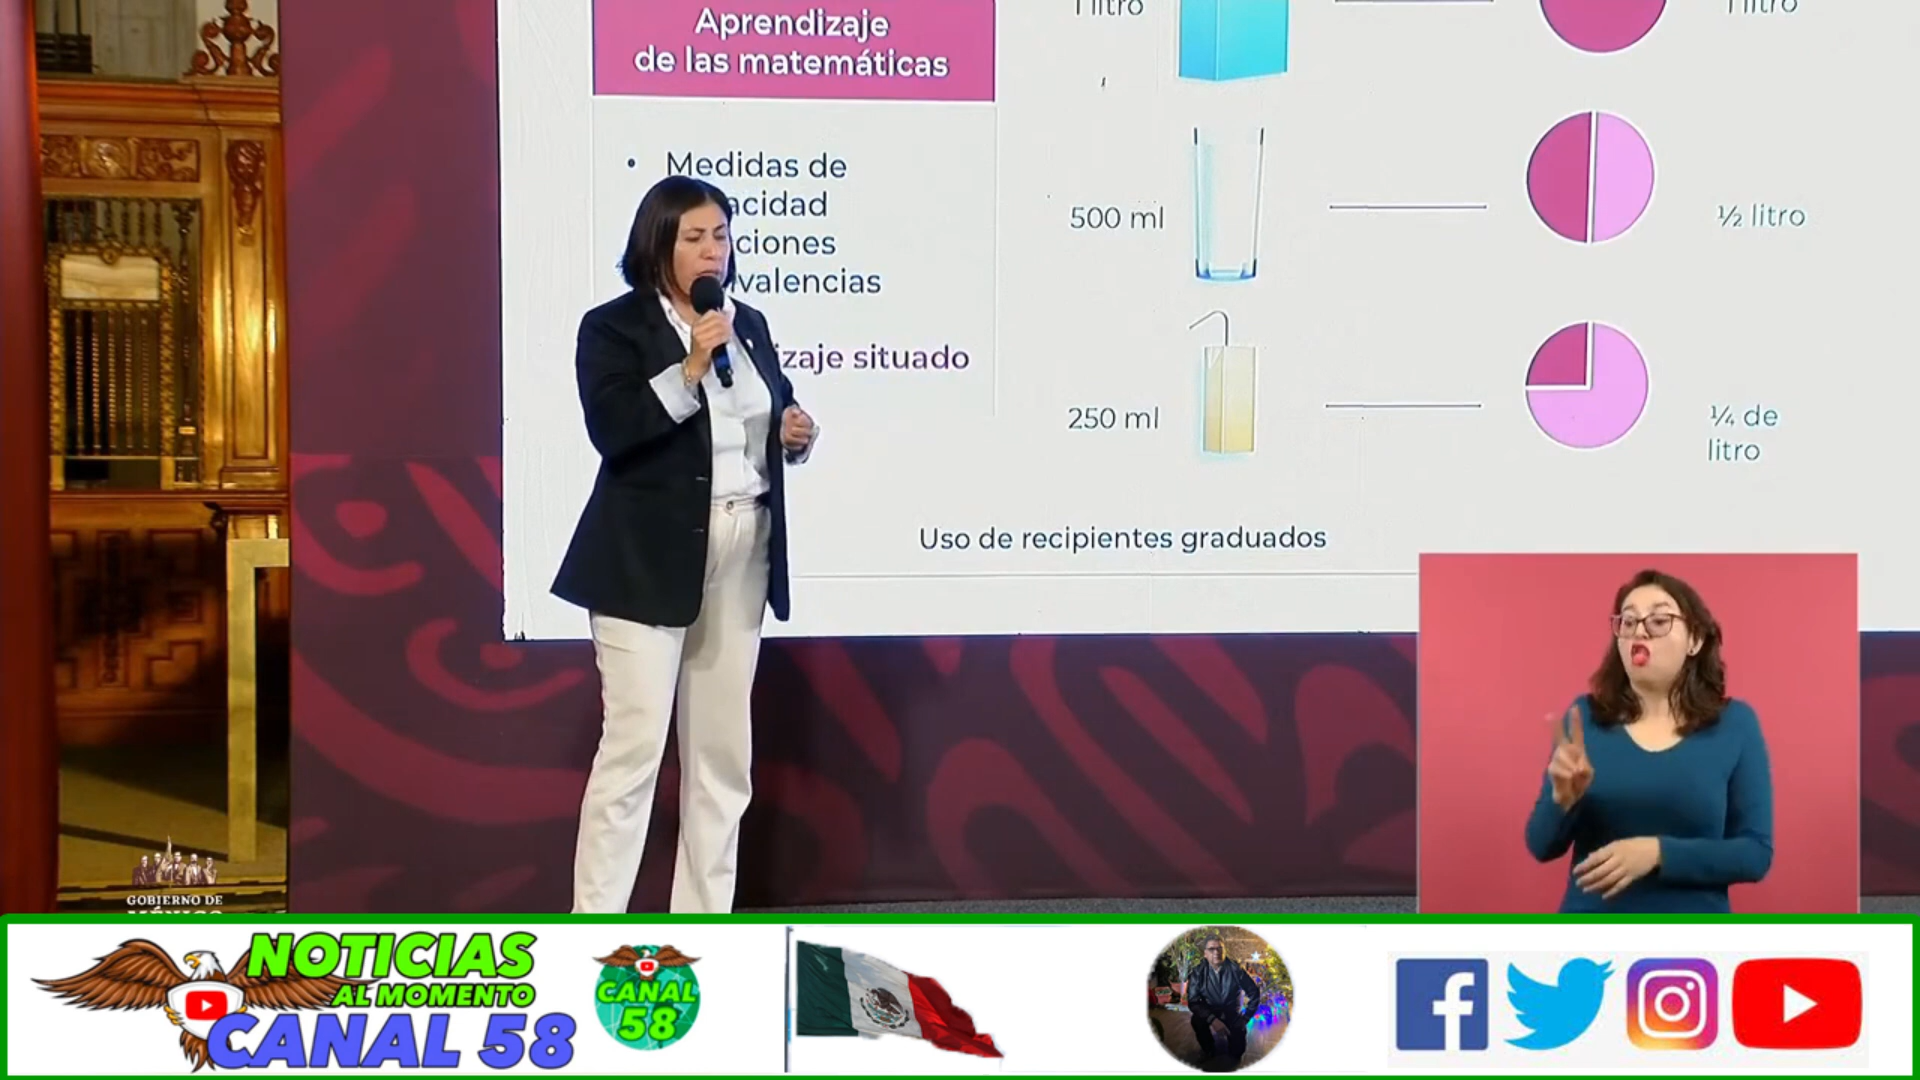 Aprendizaje
de las matemáticas
1 litro
1 litro
• Medidas de
acidad
ciones
valencias
izaje situado
500 ml
½ litro
250 ml
¼ de
litro
Uso de recipientes graduados
GOBIERNO DE
MÉXICO
NOTICIAS
AL MOMENTO
CANAL 58
CANAL
58